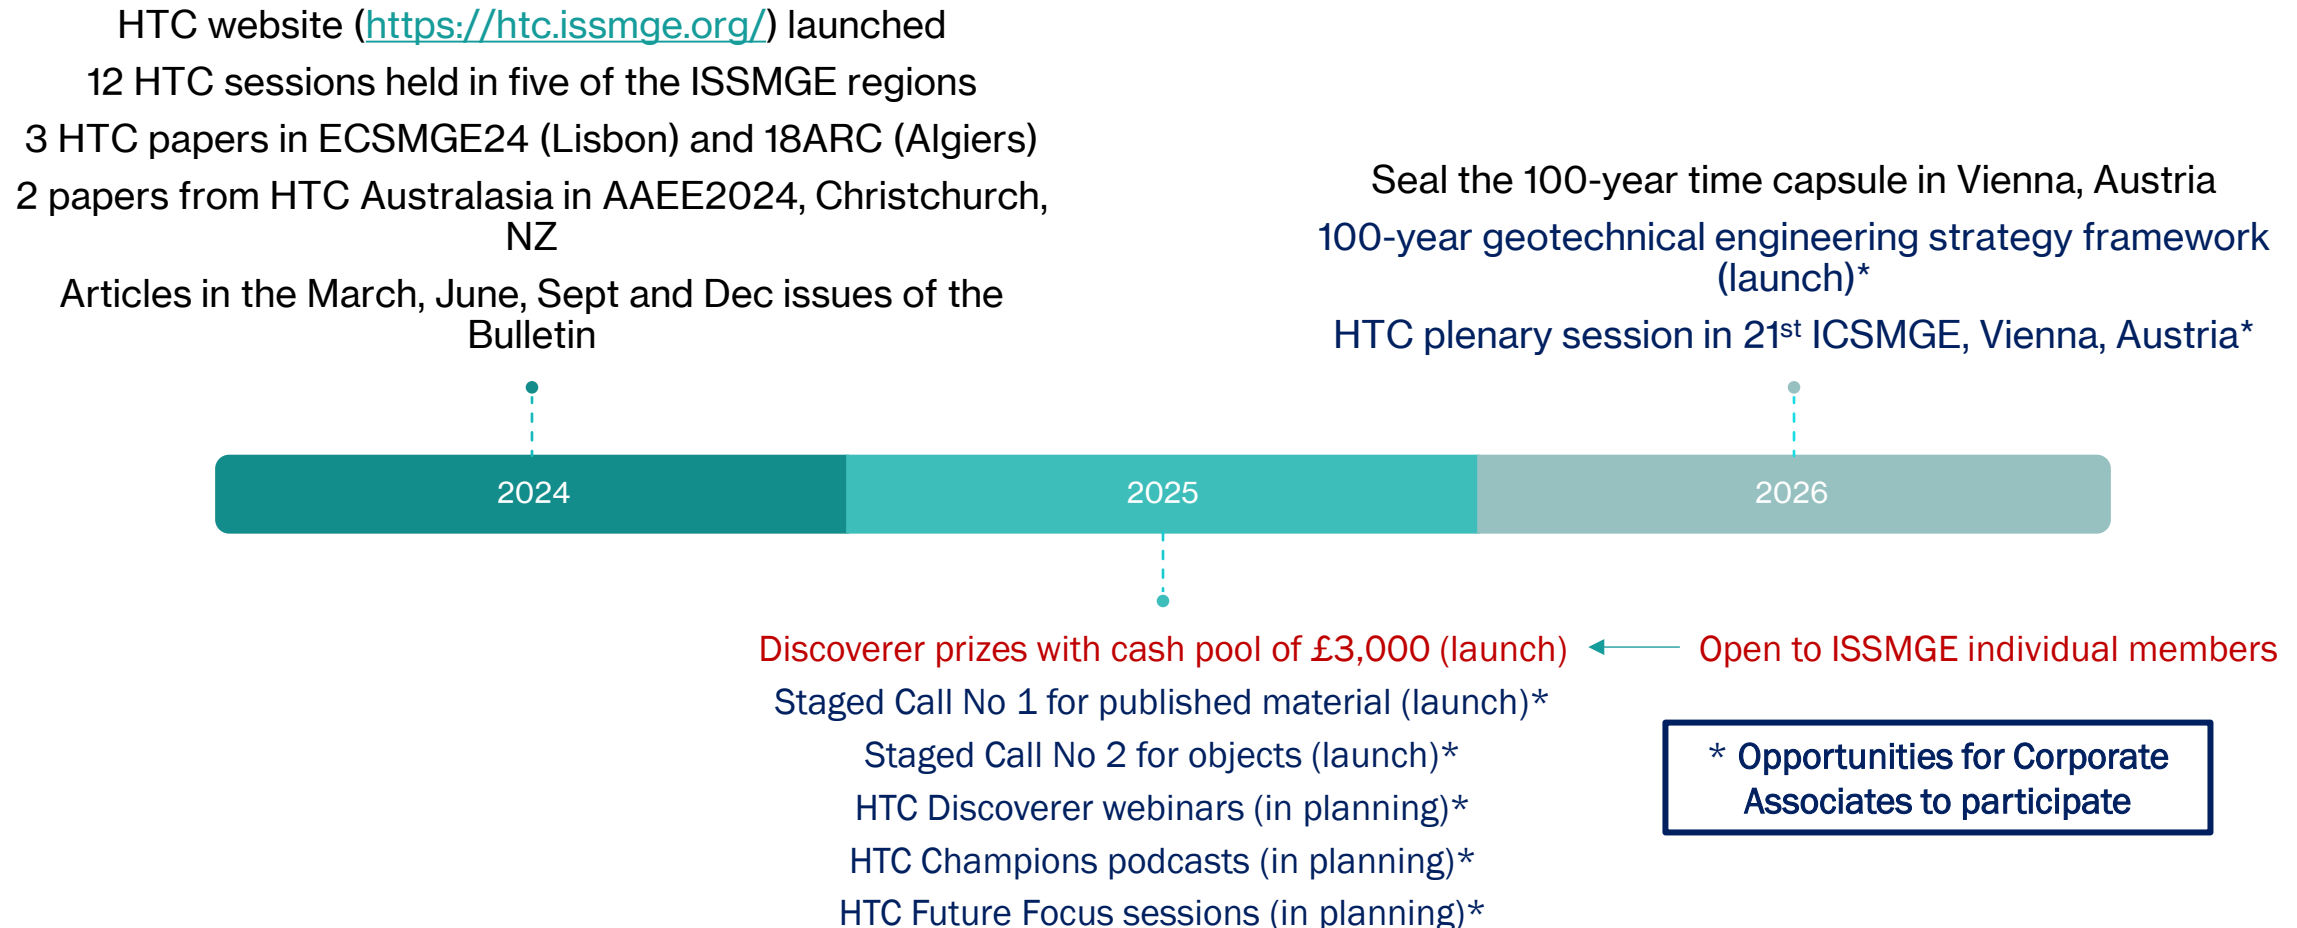 HTC website (https://htc.issmge.org/) launched
12 HTC sessions held in five of the ISSMGE regions
3 HTC papers in ECSMGE24 (Lisbon) and 18ARC (Algiers)
2 papers from HTC Australasia in AAEE2024, Christchurch,
NZ
Articles in the March, June, Sept and Dec issues of the
Bulletin
Seal the 100-year time capsule in Vienna, Austria
100-year geotechnical engineering strategy framework
(launch)*
HTC plenary session in 21st ICSMGE, Vienna, Austria*
2024
2025
2026
Discoverer prizes with cash pool of £3,000 (launch)
Open to ISSMGE individual members
Staged Call No 1 for published material (launch)*
Staged Call No 2 for objects (launch)*
HTC Discoverer webinars (in planning)*
HTC Champions podcasts (in planning)*
HTC Future Focus sessions (in planning)*
* Opportunities for Corporate
Associates to participate